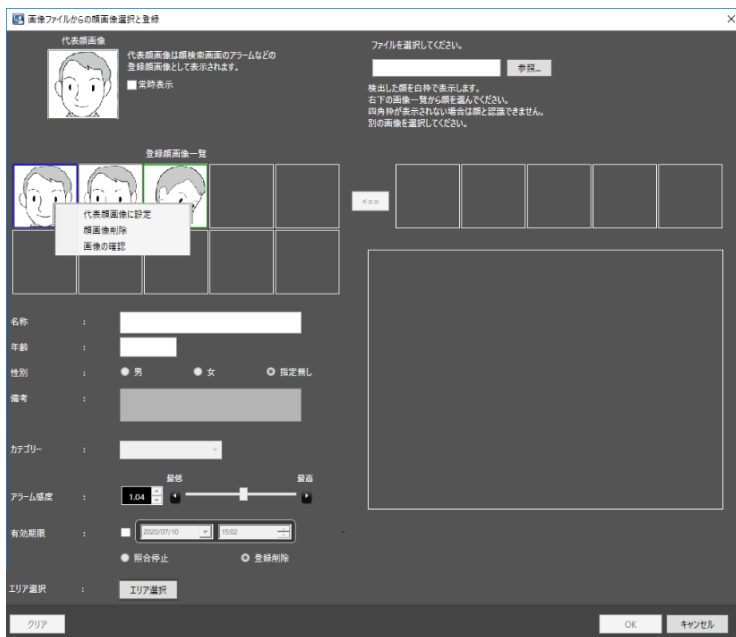 画像ファイルからの顔画像選択と登録
代表顔画像
代表顔画像は顔検索画面のアラームなどの
登録顔画像として表示されます。
常時表示
ファイルを選択してください。
参照...
検出した顔を白枠で表示します。
右下の画像一覧から顔を選んでください。
四角枠が表示されない場合は顔と認識できません。
別の画像を選択してください。
登録顔画像一覧
<==
代表顔画像に設定
顔画像削除
画像の確認
名称 :
年齢 :
性別 : 男 女 指定無し
備考 :
カテゴリー :
最低 最高
アラーム感度 : 1.04
有効期限 : 2020/07/10 15:02
照合停止 登録削除
エリア選択 : エリア選択
クリア OK キャンセル